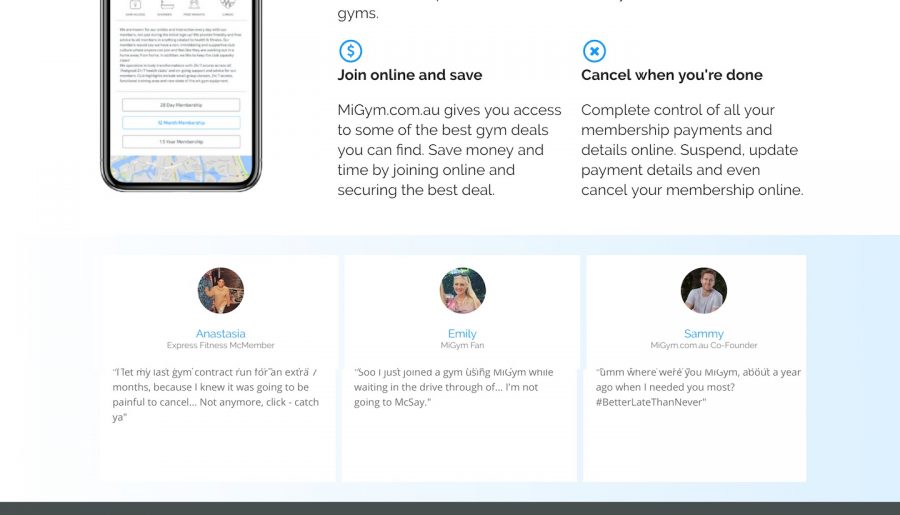 gyms.
$
Join online and save
MiGym.com.au gives you access
to some of the best gym deals
you can find. Save money and
time by joining online and
securing the best deal.
Cancel when you're done
Complete control of all your
membership payments and
details online. Suspend, update
payment details and even
cancel your membership online.
28 Day Membership
12 Month Membership
1.5 Year Membership
Anastasia
Express Fitness McMember
"I let my last gym contract run for an extra 7
months, because I knew it was going to be
painful to cancel... Not anymore, click - catch
ya"
Emily
MiGym Fan
"Soo I just joined a gym using MiGym while
waiting in the drive through of... I'm not
going to McSay."
Sammy
MiGym.com.au Co-Founder
"umm where were you MiGym, about a year
ago when I needed you most?
#BetterLateThanNever"